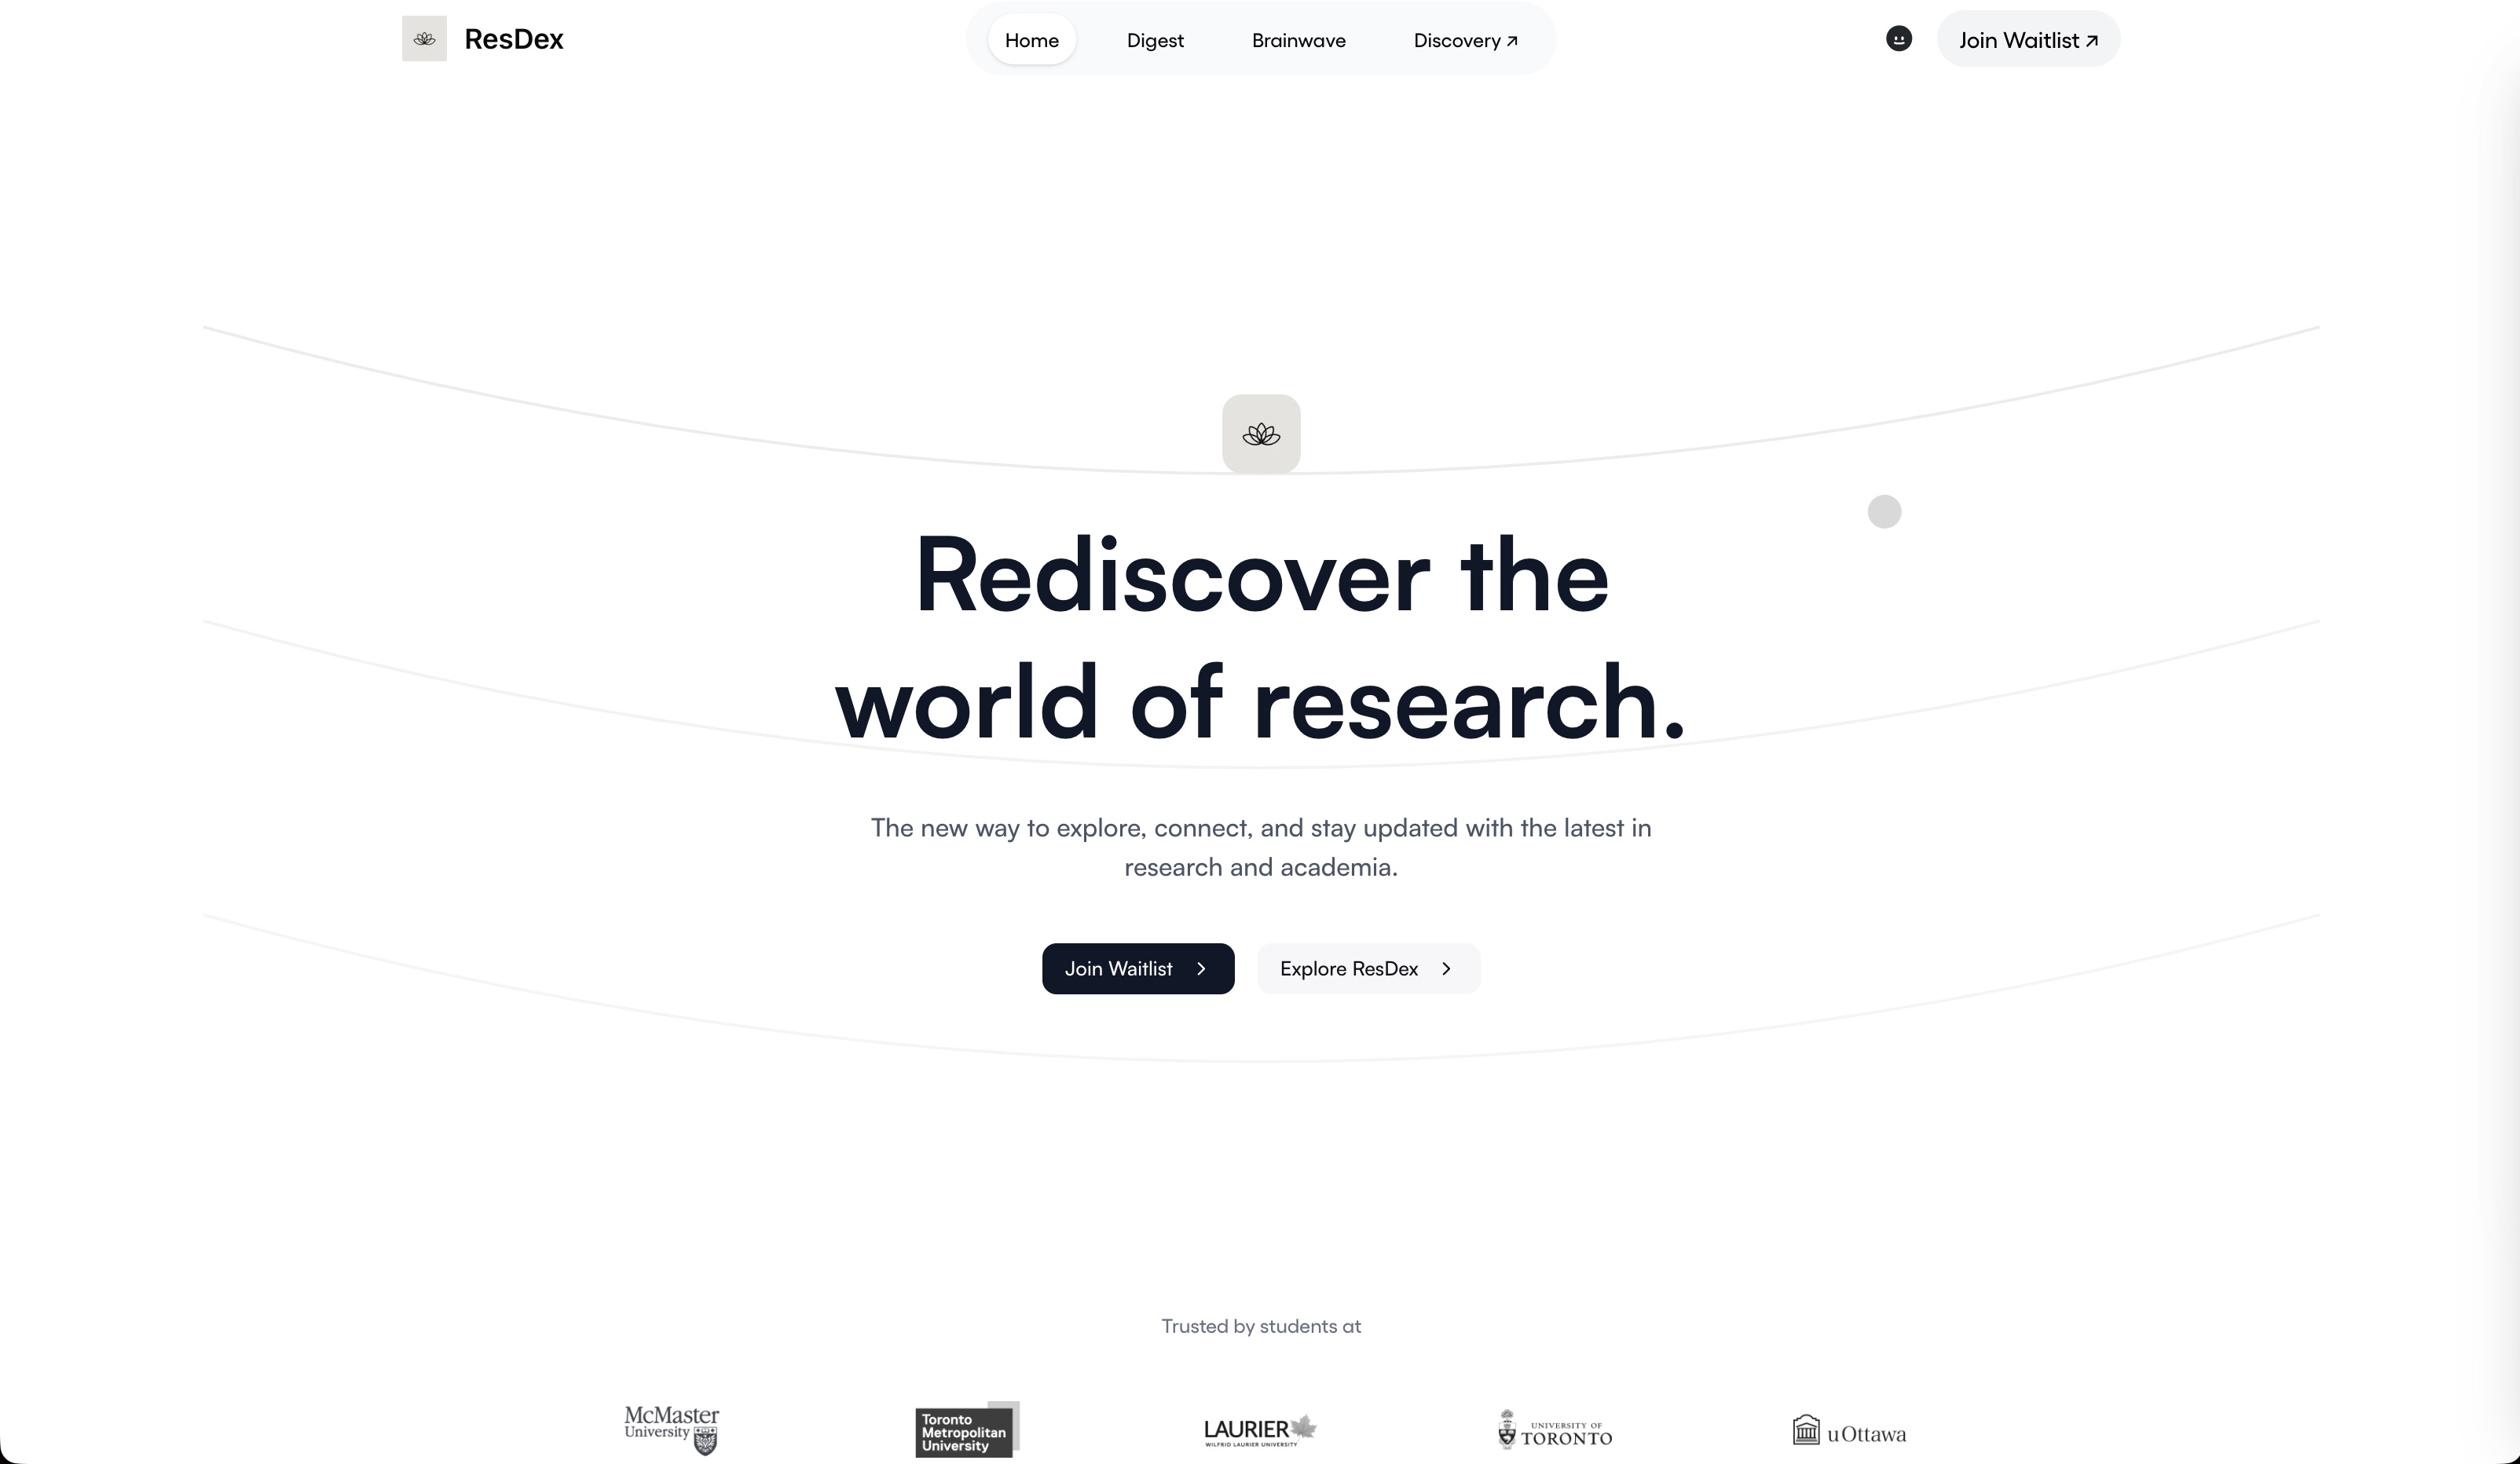 ResDex
Home
Digest
Brainwave
Discovery
Join Waitlist
Rediscover the
world of research.
The new way to explore, connect, and stay updated with the latest in
research and academia.
Join Waitlist
Explore ResDex
Trusted by students at
McMaster
University
Toronto
Metropolitan
University
LAURIER
WILFRID LAURIER UNIVERSITY
UNIVERSITY OF
TORONTO
uOttawa